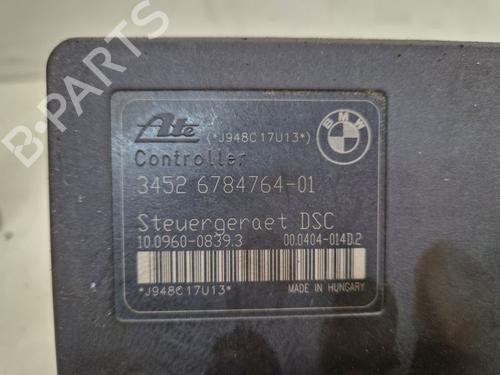 B-Parts
Ate (*J948C17U13*)
BMW
Controller
3452 6784764-01
Steuergeraet DSC
10.0960-0839.3 00.0404-014D.2
*J948C17U13*
MADE IN HUNGARY